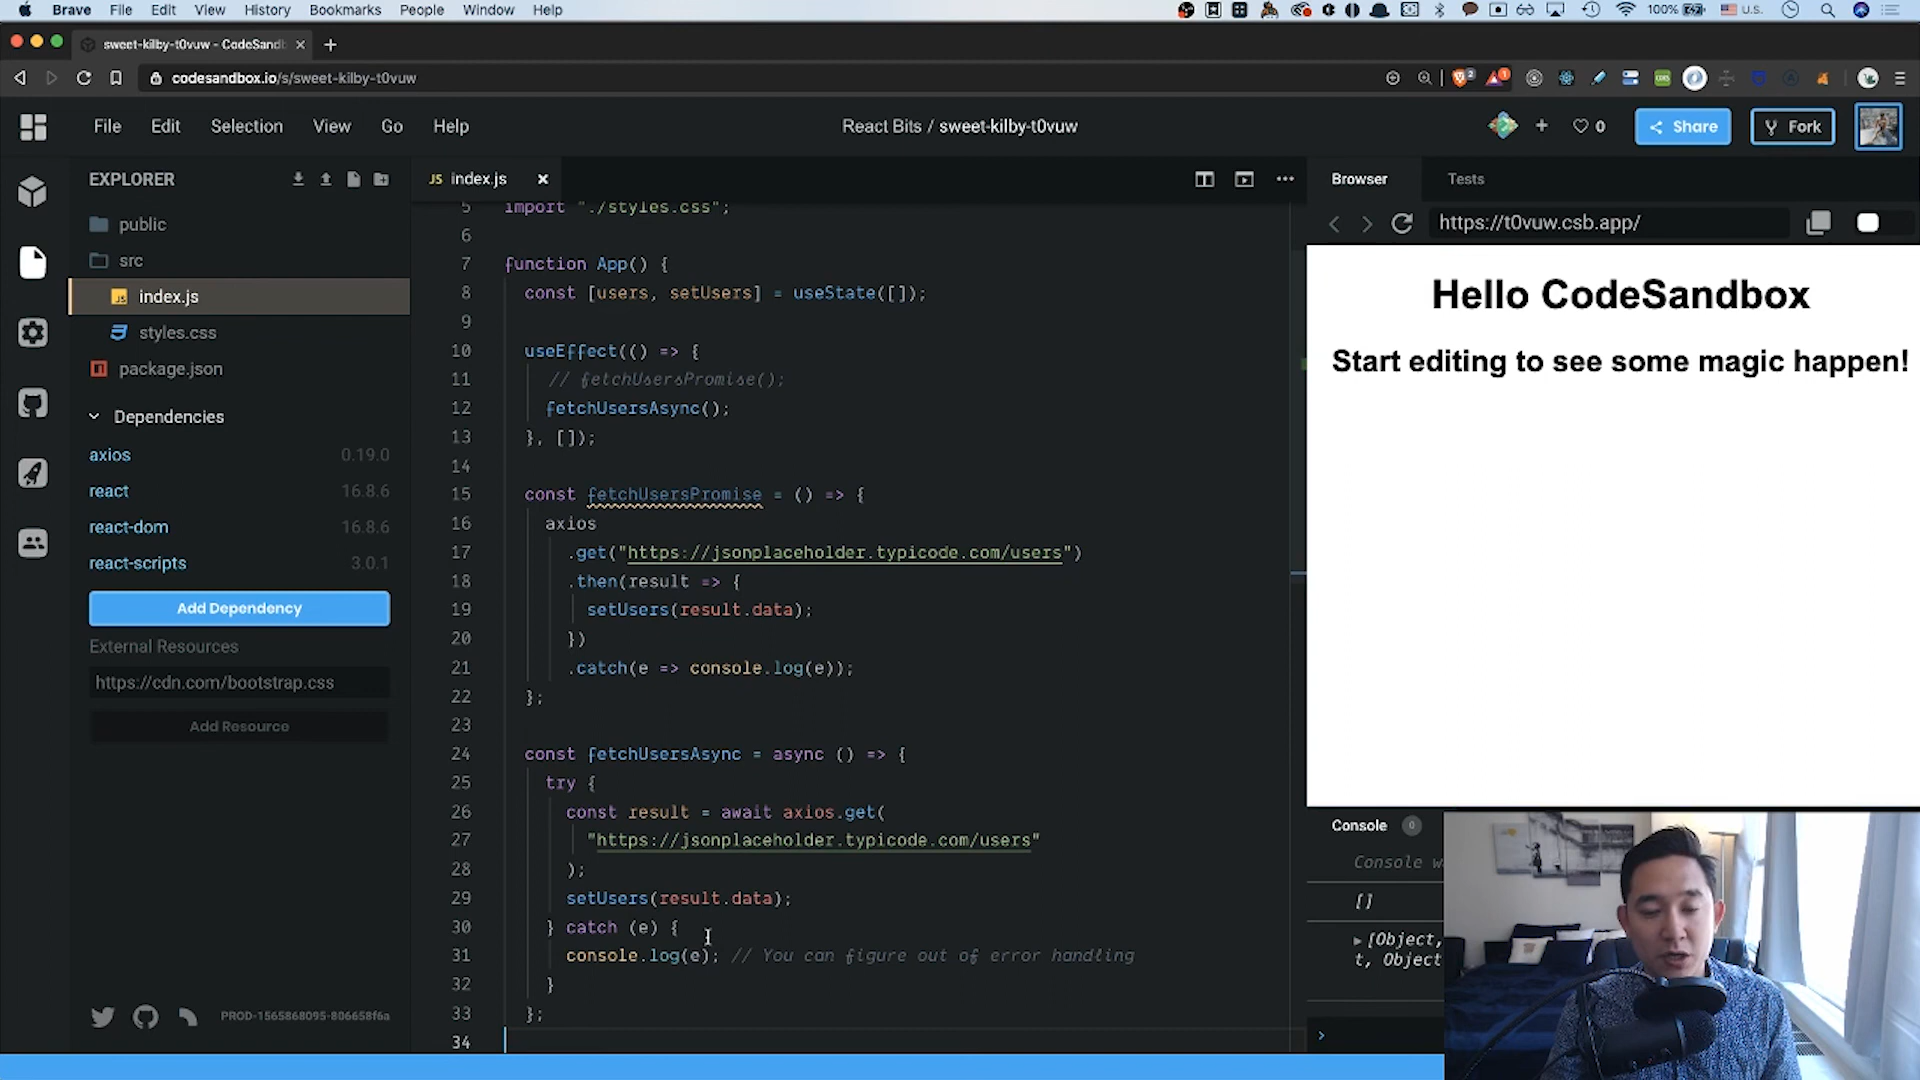 Brave File Edit View History Bookmarks People Window Help 100% U.S.
sweet-kilby-t0vuw - CodeSandb
codesandbox.io/s/sweet-kilby-t0vuw
File Edit Selection View Go Help
React Bits / sweet-kilby-t0vuw
0
Share
Fork
EXPLORER
public
src
index.js
styles.css
package.json
Dependencies
axios 0.19.0
react 16.8.6
react-dom 16.8.6
react-scripts 3.0.1
Add Dependency
External Resources
https://cdn.com/bootstrap.css
Add Resource
PROD-1565868095-806658f6a
JS index.js
5 import "./styles.css";
6
7 function App() {
8 const [users, setUsers] = useState([]);
9
10 useEffect(() => {
11 // fetchUsersPromise();
12 fetchUsersAsync();
13 }, []);
14
15 const fetchUsersPromise = () => {
16 axios
17 .get("https://jsonplaceholder.typicode.com/users")
18 .then(result => {
19 setUsers(result.data);
20 })
21 .catch(e => console.log(e));
22 };
23
24 const fetchUsersAsync = async () => {
25 try {
26 const result = await axios.get(
27 "https://jsonplaceholder.typicode.com/users"
28 );
29 setUsers(result.data);
30 } catch (e) {
31 console.log(e); // You can figure out of error handling
32 }
33 };
34
Browser Tests
https://t0vuw.csb.app/
Hello CodeSandbox
Start editing to see some magic happen!
Console 0
Console w
[]
[Object,
t, Object